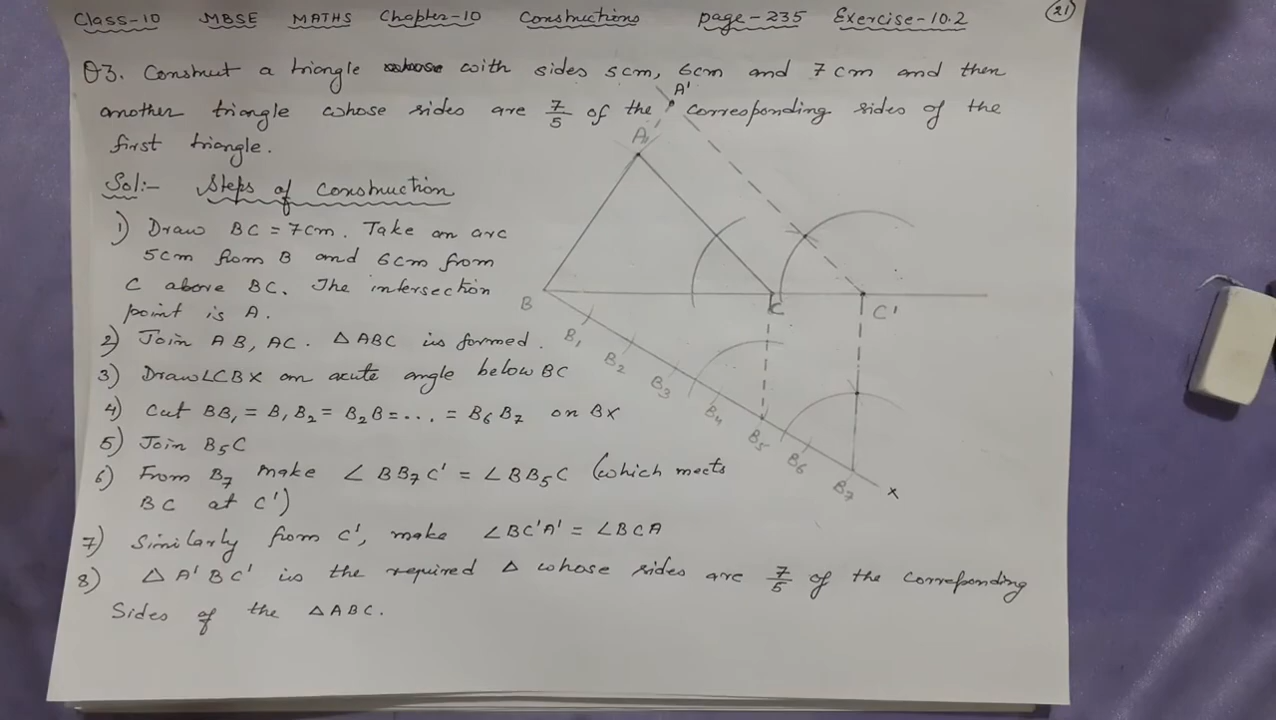 Class-10 MBSE MATHS Chapter-10 Constructions page-235 Exercise-10.2 21
Q3. Construct a triangle with sides 5cm, 6cm and 7cm and then
another triangle whose sides are 7/5 of the corresponding sides of the
first triangle.
Sol:- Steps of Construction
1) Draw BC = 7cm. Take an arc
5cm from B and 6cm from
C above BC. The intersection
point is A.
2) Join AB, AC. △ABC is formed.
3) Draw ∠CBX an acute angle below BC
4) Cut BB₁ = B₁B₂ = B₂B = ... = B₆B₇ on BX
5) Join B₅C
6) From B₇ make ∠BB₇C' = ∠BB₅C (which meets
BC at C')
7) Similarly from C', make ∠BC'A' = ∠BCA
8) △A'BC' is the required △ whose sides are 7/5 of the corresponding
Sides of the △ABC.
A'
A
B
C
C'
B₁
B₂
B₃
B₄
B₅
B₆
B₇
X